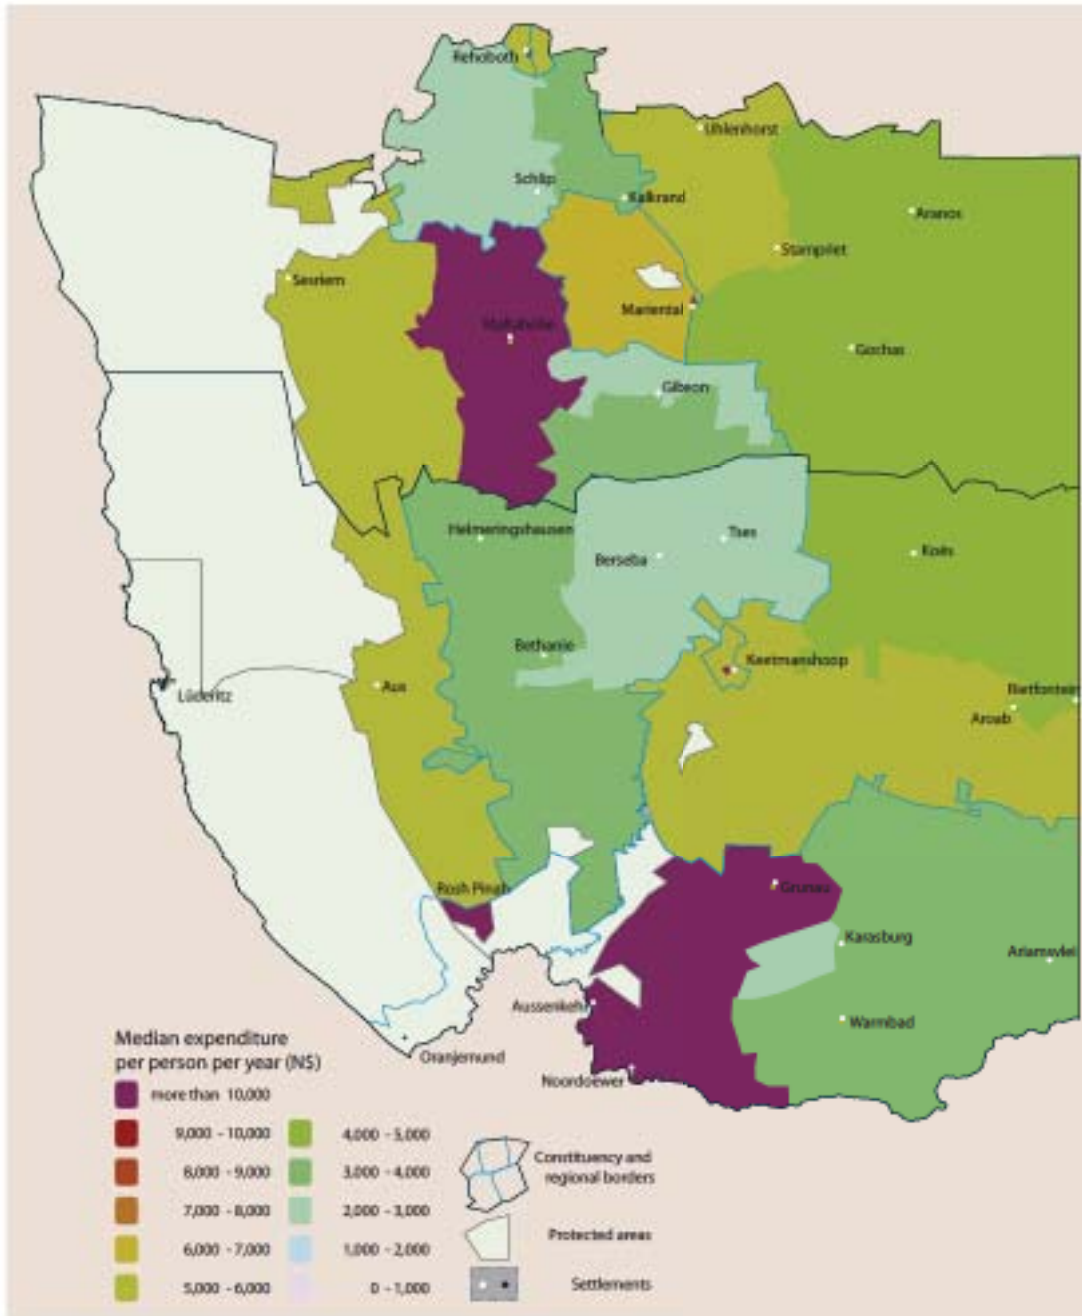 Rehoboth
Uhlenhorst
Schlip
Kalkrand
Aranos
Stampriet
Sesriem
Mariental
Maltahöhe
Gochas
Gibeon
Helmeringshausen
Tses
Berseba
Koës
Bethanie
Keetmanshoop
Aus
Lüderitz
Rietfontein
Aroab
Rosh Pinah
Grunau
Karasburg
Ariamsvlei
Aussenkehr
Warmbad
Oranjemund
Noordoewer
Median expenditure
per person per year (N$)
more than 10,000
9,000 - 10,000
8,000 - 9,000
7,000 - 8,000
6,000 - 7,000
5,000 - 6,000
4,000 - 5,000
3,000 - 4,000
2,000 - 3,000
1,000 - 2,000
0 - 1,000
Constituency and
regional borders
Protected areas
Settlements